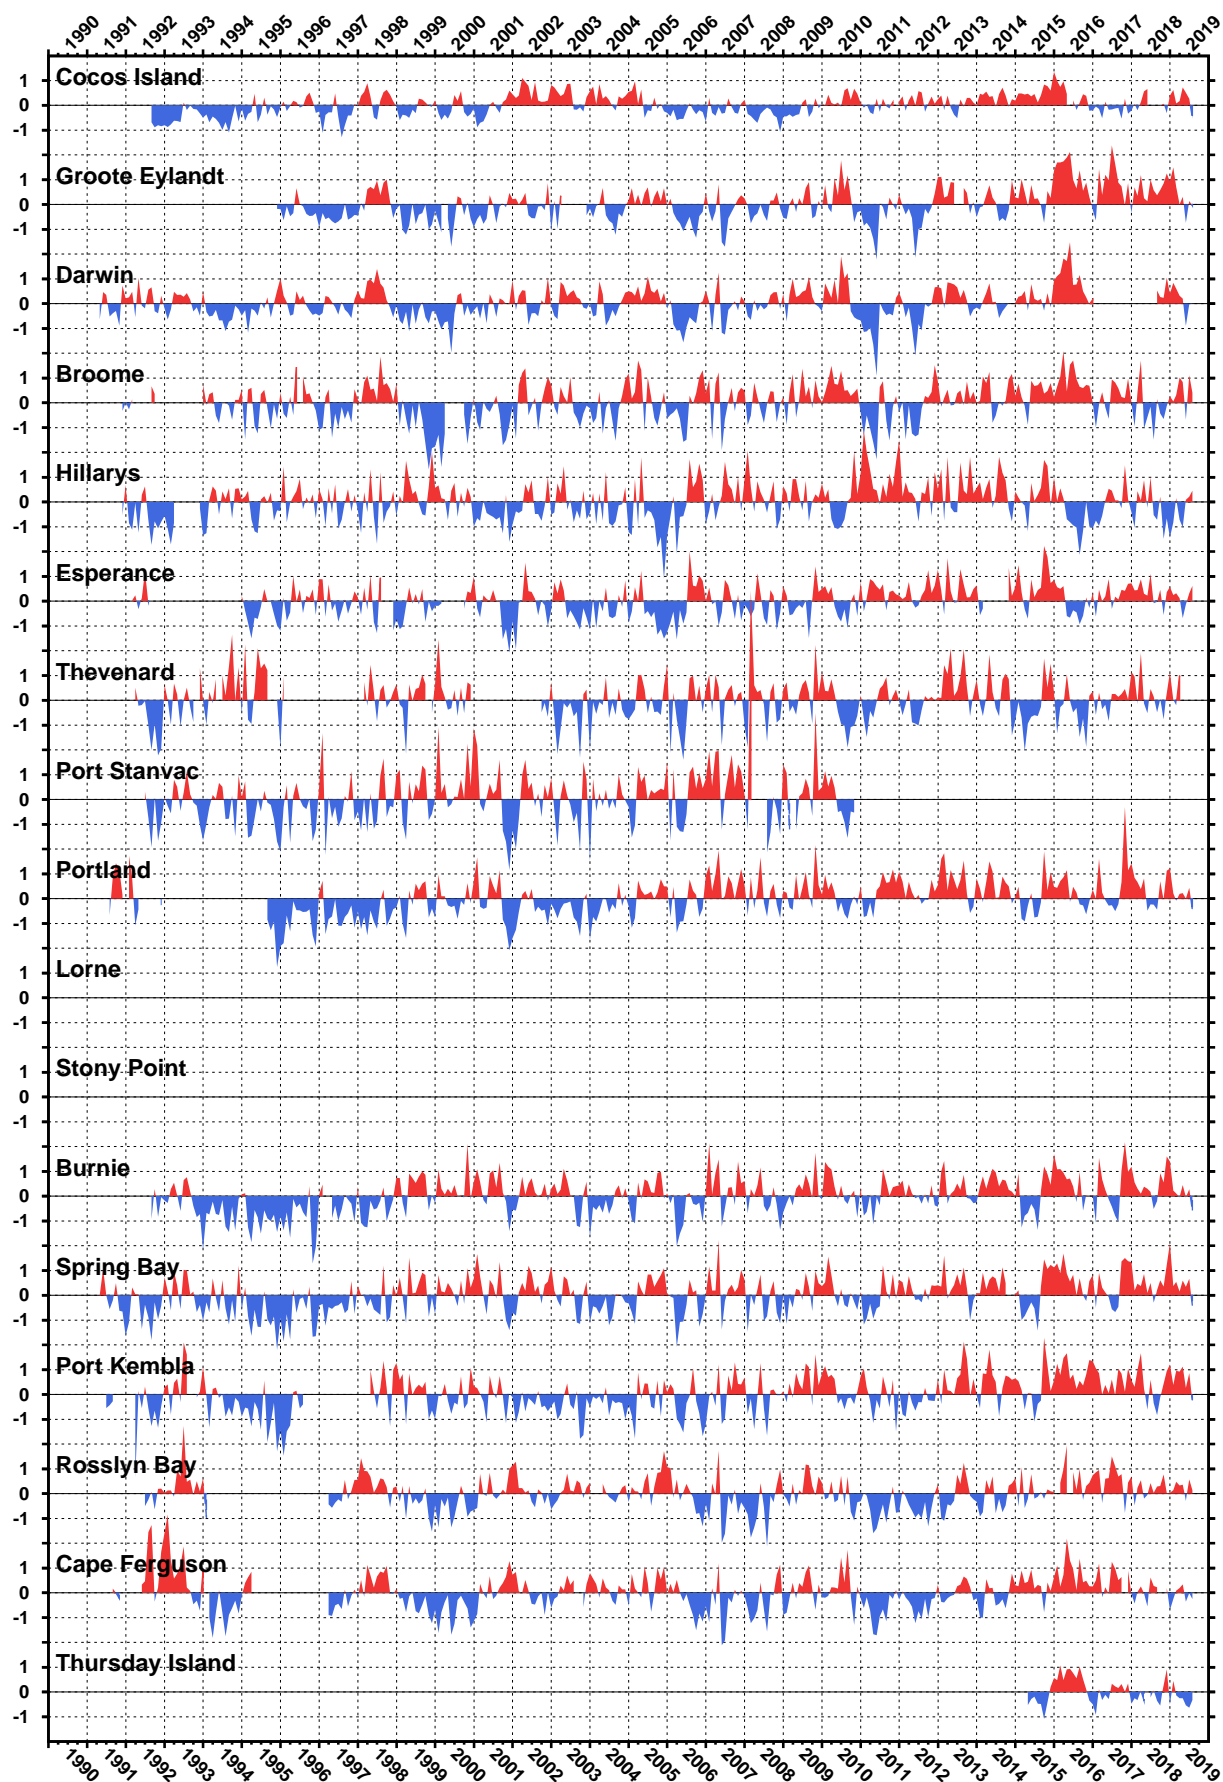 1990 1991 1992 1993 1994 1995 1996 1997 1998 1999 2000 2001 2002 2003 2004 2005 2006 2007 2008 2009 2010 2011 2012 2013 2014 2015 2016 2017 2018 2019
Cocos Island
1
0
-1
Groote Eylandt
1
0
-1
Darwin
1
0
-1
Broome
1
0
-1
Hillarys
1
0
-1
Esperance
1
0
-1
Thevenard
1
0
-1
Port Stanvac
1
0
-1
Portland
1
0
-1
Lorne
1
0
-1
Stony Point
1
0
-1
Burnie
1
0
-1
Spring Bay
1
0
-1
Port Kembla
1
0
-1
Rosslyn Bay
1
0
-1
Cape Ferguson
1
0
-1
Thursday Island
1
0
-1
1990 1991 1992 1993 1994 1995 1996 1997 1998 1999 2000 2001 2002 2003 2004 2005 2006 2007 2008 2009 2010 2011 2012 2013 2014 2015 2016 2017 2018 2019